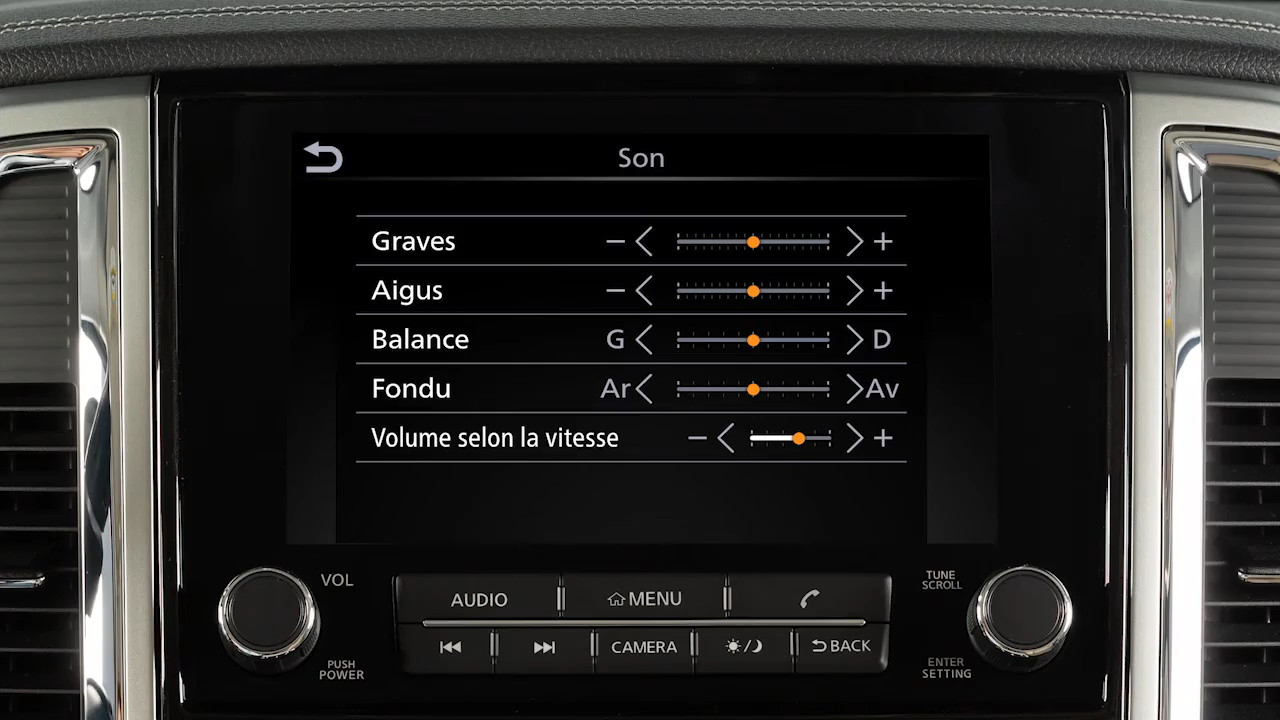 Son
Graves − +
Aigus − +
Balance G D
Fondu Ar Av
Volume selon la vitesse − +
VOL
PUSH
POWER
AUDIO MENU
CAMERA BACK
TUNE
SCROLL
ENTER
SETTING